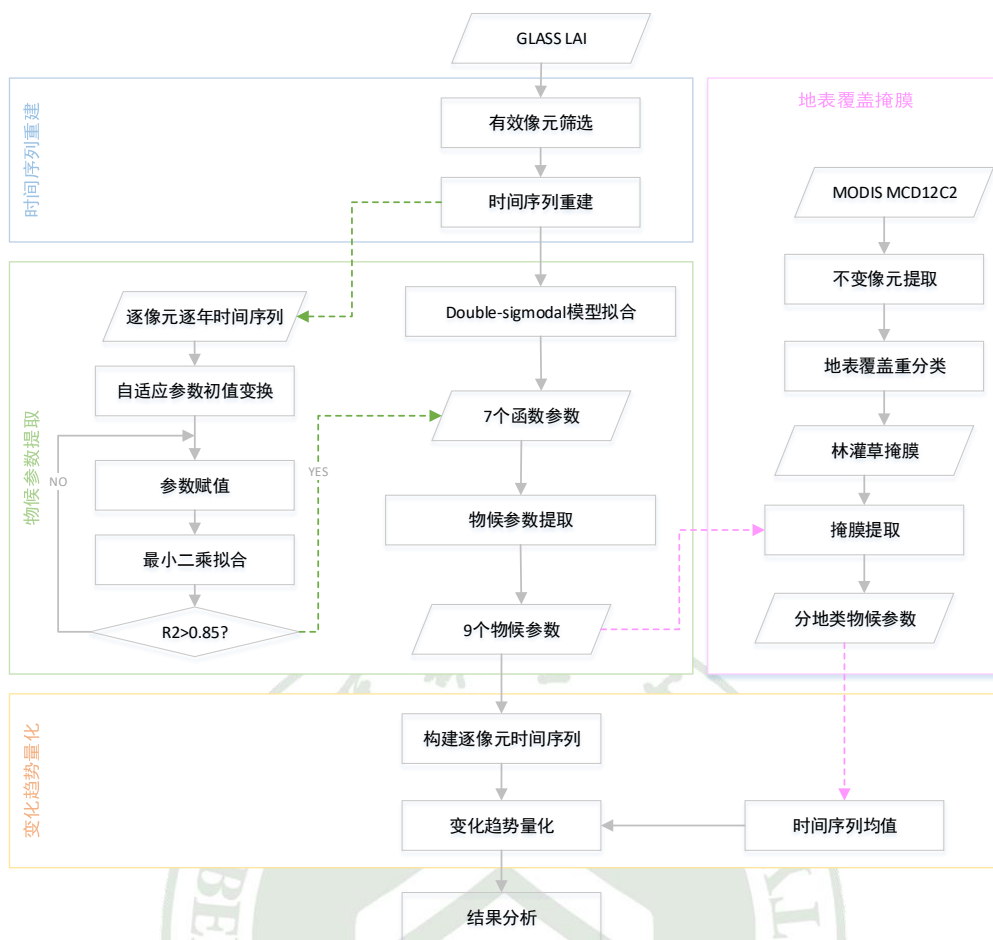 GLASS LAI
时间序列重建
有效像元筛选
时间序列重建
物候参数提取
逐像元逐年时间序列
自适应参数初值变换
NO
参数赋值
最小二乘拟合
R2>0.85?
YES
Double-sigmodal模型拟合
7个函数参数
物候参数提取
9个物候参数
地表覆盖掩膜
MODIS MCD12C2
不变像元提取
地表覆盖重分类
林灌草掩膜
掩膜提取
分地类物候参数
变化趋势量化
构建逐像元时间序列
变化趋势量化
时间序列均值
结果分析